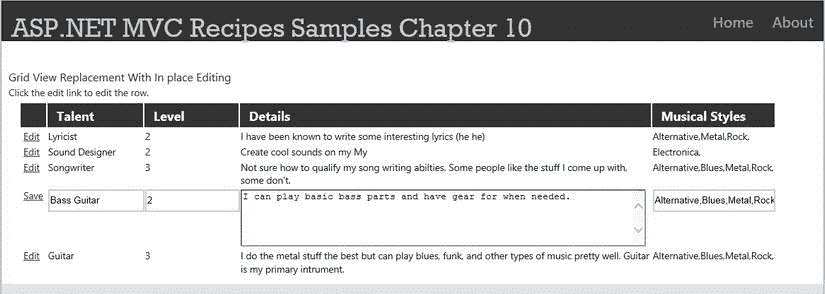 ASP.NET MVC Recipes Samples Chapter 10
Home About
Grid View Replacement With In place Editing
Click the edit link to edit the row.
Talent Level Details Musical Styles
Edit Lyricist 2 I have been known to write some interesting lyrics (he he) Alternative,Metal,Rock,
Edit Sound Designer 2 Create cool sounds on my My Electronica,
Edit Songwriter 3 Not sure how to qualify my song writing abilties. Some people like the stuff I come up with, Alternative,Blues,Metal,Rock,
some don't.
Save Bass Guitar 2 I can play basic bass parts and have gear for when needed. Alternative,Blues,Metal,Rock
Edit Guitar 3 I do the metal stuff the best but can play blues, funk, and other types of music pretty well. Guitar Alternative,Blues,Metal,Rock,
is my primary intrument.